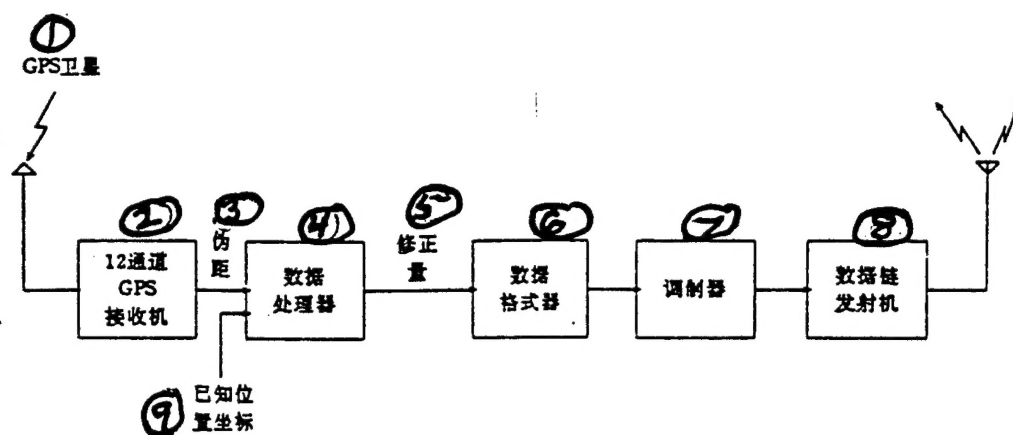 ①
GPS卫星
②
12通道
GPS
接收机
③
伪
距
④
数据
处理器
⑤
修正
量
⑥
数据
格式器
⑦
调制器
⑧
数据链
发射机
⑨
已知位
置坐标